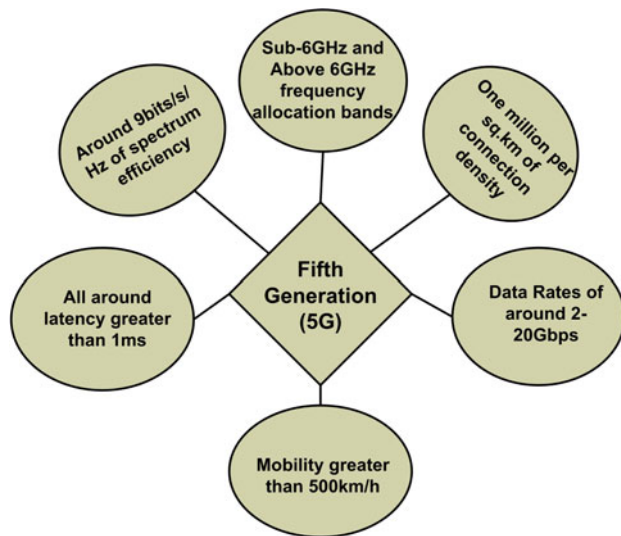 Sub-6GHz and
Above 6GHz
frequency
allocation bands
Around 9bits/s/
Hz of spectrum
efficiency
One million per
sq.km of
connection
density
Fifth
Generation
(5G)
All around
latency greater
than 1ms
Data Rates of
around 2-
20Gbps
Mobility greater
than 500km/h